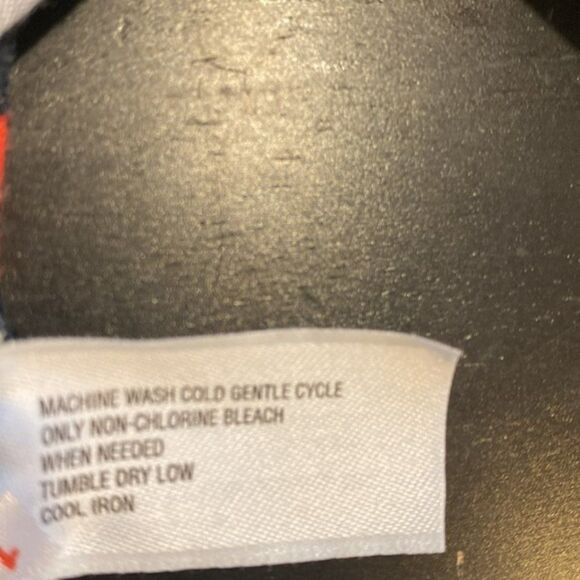 MACHINE WASH COLD GENTLE CYCLE
ONLY NON-CHLORINE BLEACH
WHEN NEEDED
TUMBLE DRY LOW
COOL IRON